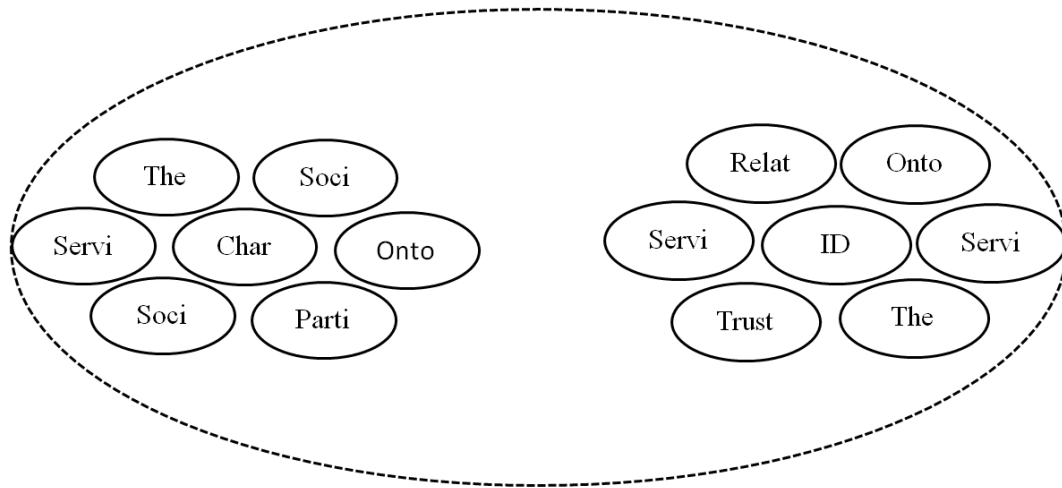 The
Soci
Servi
Char
Onto
Soci
Parti
Relat
Onto
Servi
ID
Servi
Trust
The